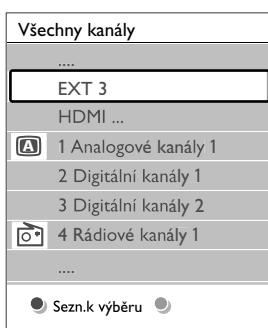 Všechny kanály
....
EXT 3
HDMI ...
A 1 Analogové kanály 1
2 Digitální kanály 1
3 Digitální kanály 2
4 Rádiové kanály 1
....
Sezn.k výběru